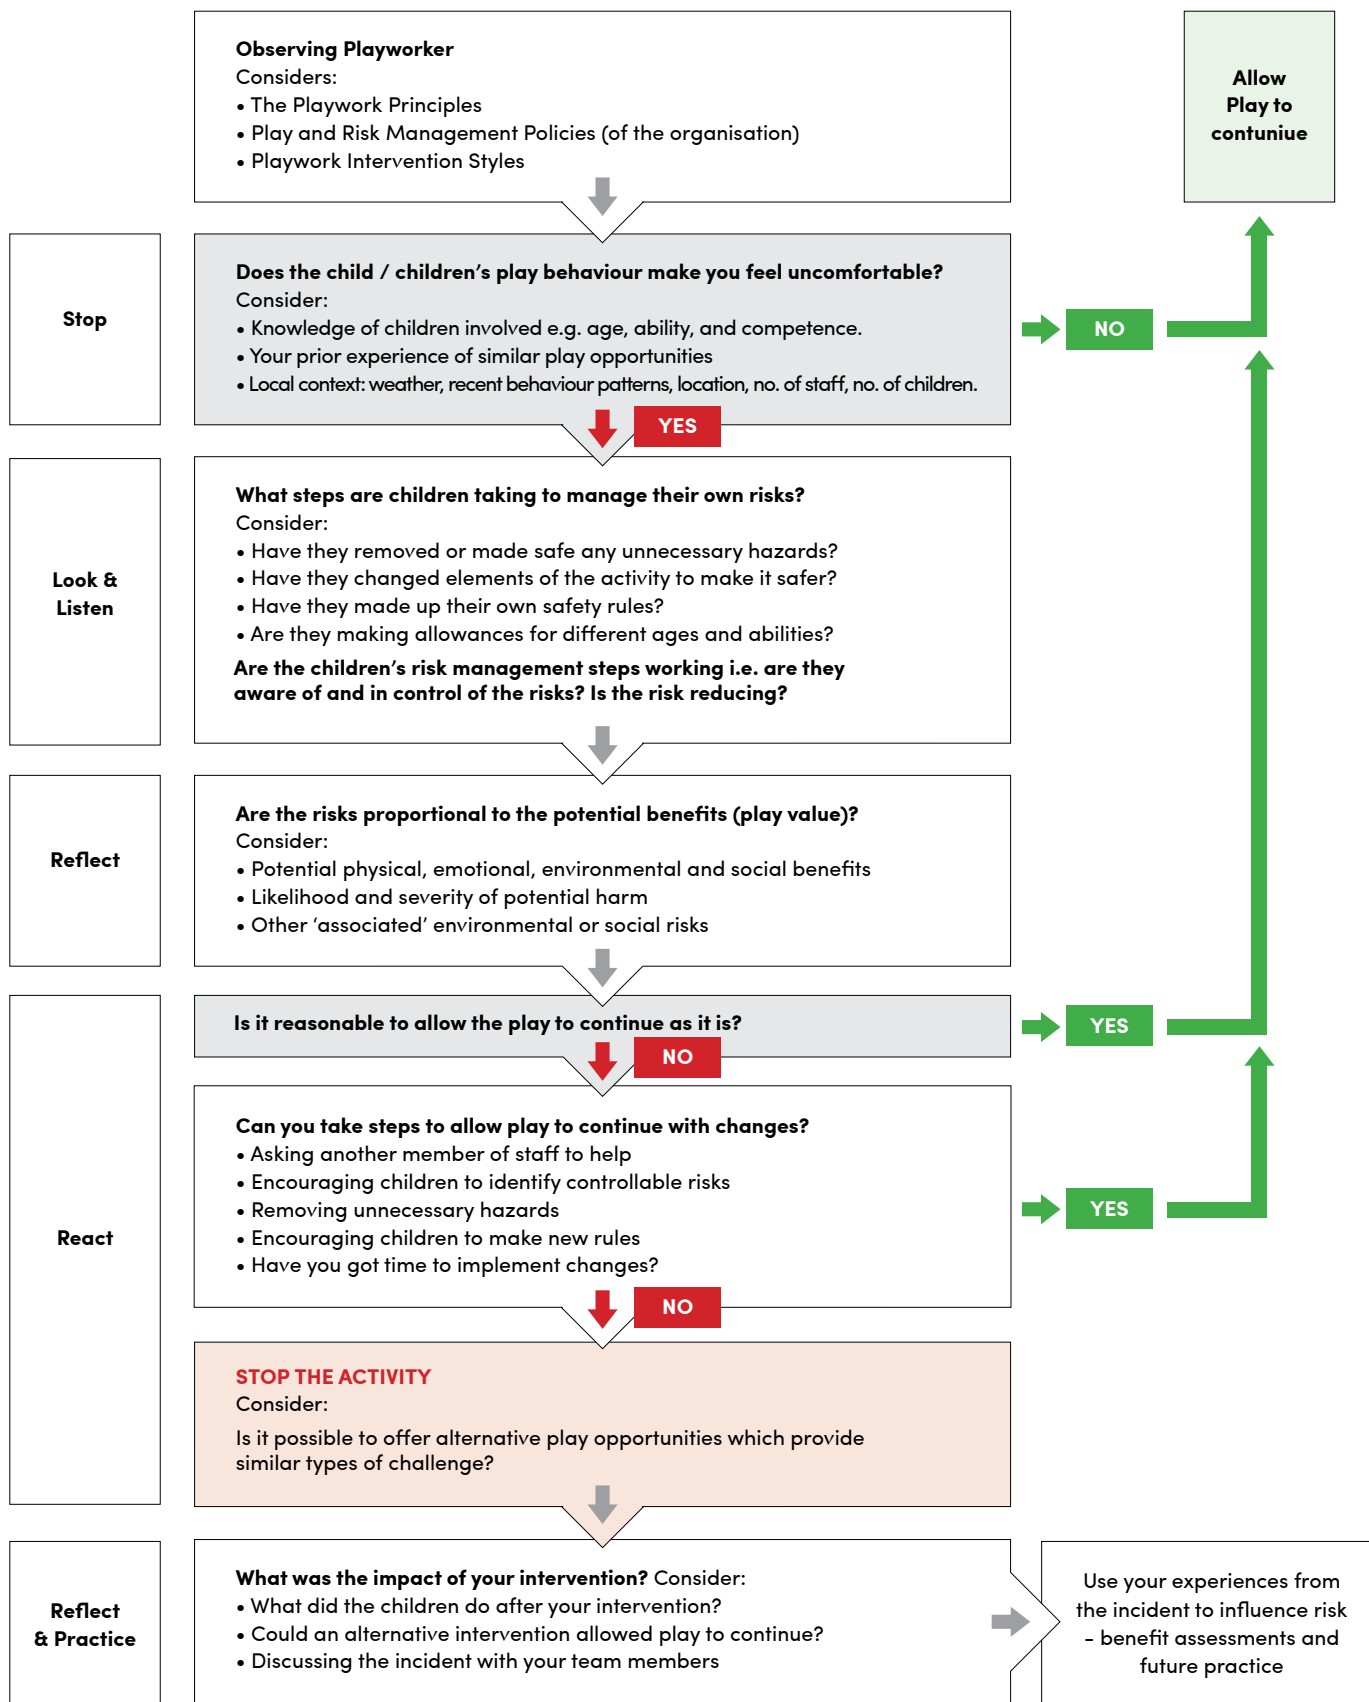 Observing Playworker
Considers:
• The Playwork Principles
• Play and Risk Management Policies (of the organisation)
• Playwork Intervention Styles
Allow
Play to
contuniue
Stop
Does the child / children’s play behaviour make you feel uncomfortable?
Consider:
• Knowledge of children involved e.g. age, ability, and competence.
• Your prior experience of similar play opportunities
• Local context: weather, recent behaviour patterns, location, no. of staff, no. of children.
NO
YES
Look &
Listen
What steps are children taking to manage their own risks?
Consider:
• Have they removed or made safe any unnecessary hazards?
• Have they changed elements of the activity to make it safer?
• Have they made up their own safety rules?
• Are they making allowances for different ages and abilities?
Are the children’s risk management steps working i.e. are they
aware of and in control of the risks? Is the risk reducing?
Reflect
Are the risks proportional to the potential benefits (play value)?
Consider:
• Potential physical, emotional, environmental and social benefits
• Likelihood and severity of potential harm
• Other ‘associated’ environmental or social risks
React
Is it reasonable to allow the play to continue as it is?
YES
NO
Can you take steps to allow play to continue with changes?
• Asking another member of staff to help
• Encouraging children to identify controllable risks
• Removing unnecessary hazards
• Encouraging children to make new rules
• Have you got time to implement changes?
YES
NO
STOP THE ACTIVITY
Consider:
Is it possible to offer alternative play opportunities which provide
similar types of challenge?
Reflect
& Practice
What was the impact of your intervention? Consider:
• What did the children do after your intervention?
• Could an alternative intervention allowed play to continue?
• Discussing the incident with your team members
Use your experiences from
the incident to influence risk
- benefit assessments and
future practice